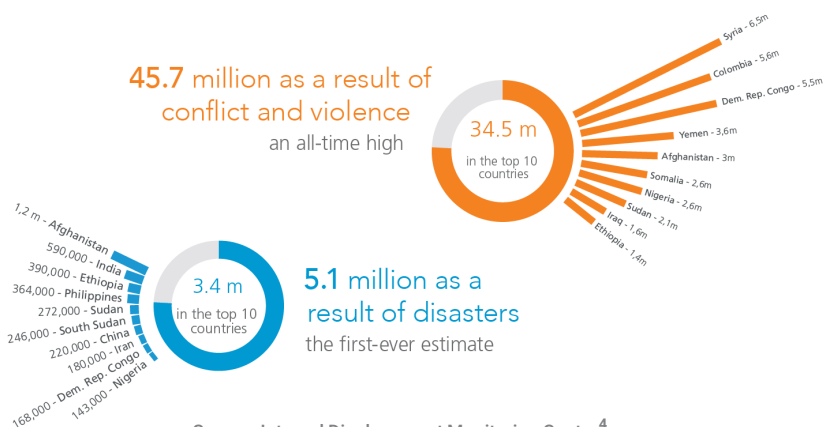 45.7 million as a result of
conflict and violence
an all-time high
34.5 m
in the top 10
countries
Syria - 6,5m
Colombia - 5,6m
Dem. Rep. Congo - 5,5m
Yemen - 3,6m
Afghanistan - 3m
Somalia - 2,6m
Nigeria - 2,6m
Sudan - 2,1m
Iraq - 1,6m
Ethiopia - 1,4m
1,2 m - Afghanistan
590,000 - India
390,000 - Ethiopia
364,000 - Philippines
272,000 - Sudan
246,000 - South Sudan
220,000 - China
180,000 - Iran
168,000 - Dem. Rep. Congo
143,000 - Nigeria
3.4 m
in the top 10
countries
5.1 million as a
result of disasters
the first-ever estimate
Internal Displacement Monitoring 4